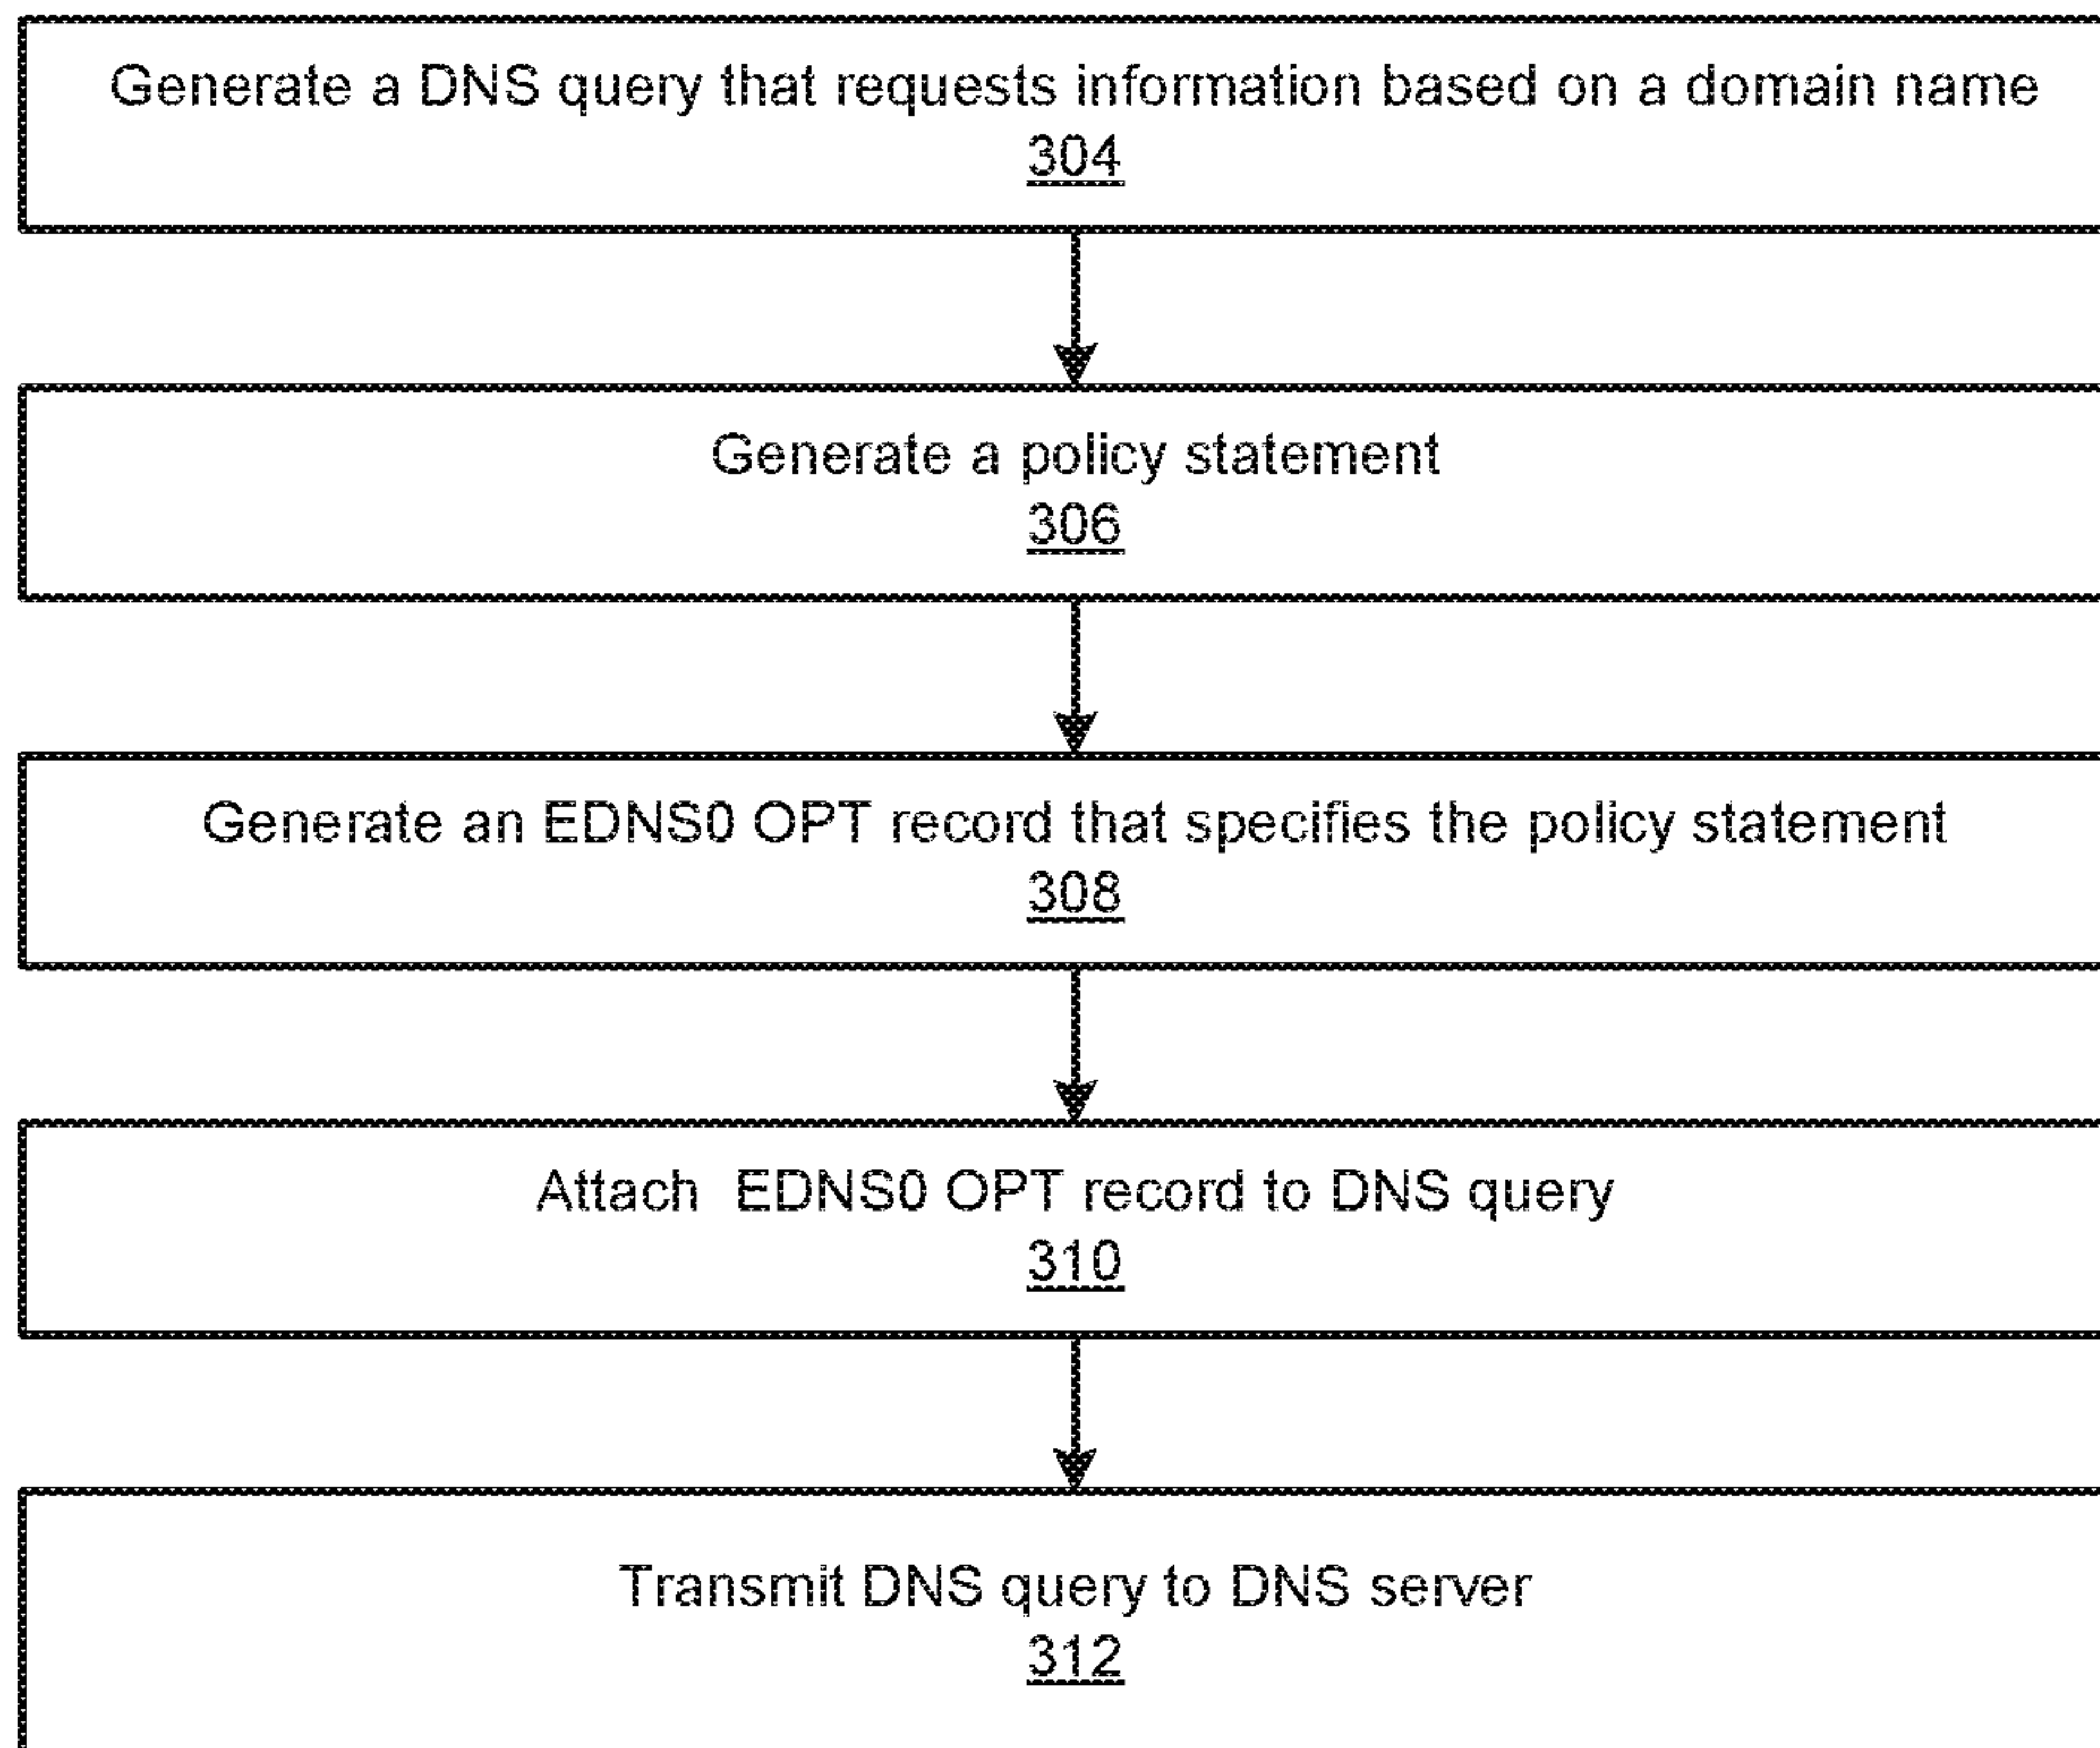 Generate a DNS query that requests information based on a domain name
304
Generate a policy statement
306
Generate an EDNS0 OPT record that specifies the policy statement
308
Attach EDNS0 OPT record to DNS query
310
Transmit DNS query to DNS server
312